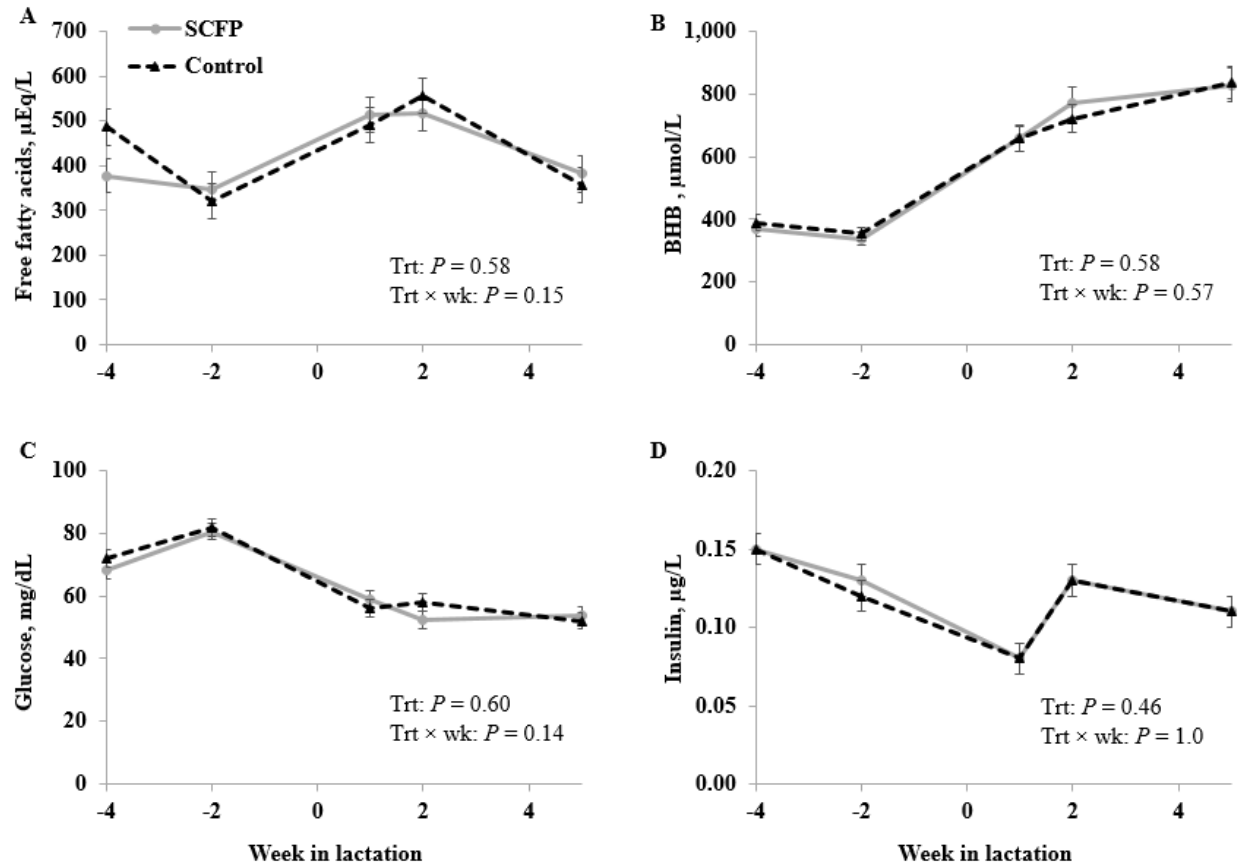 A
SCFP
Control
700
600
500
400
300
200
100
0
Free fatty acids, µEq/L
-4
-2
0
2
4
Trt: P = 0.58
Trt × wk: P = 0.15
B
1,000
800
600
400
200
0
BHB , µmol/L
-4
-2
0
2
4
Trt: P = 0.58
Trt × wk: P = 0.57
C
100
80
60
40
20
0
Glucose, mg/dL
-4
-2
0
2
4
Trt: P = 0.60
Trt × wk: P = 0.14
Week in lactation
D
0.20
0.15
0.10
0.05
0.00
Insulin, µg/L
-4
-2
0
2
4
Trt: P = 0.46
Trt × wk: P = 1.0
Week in lactation